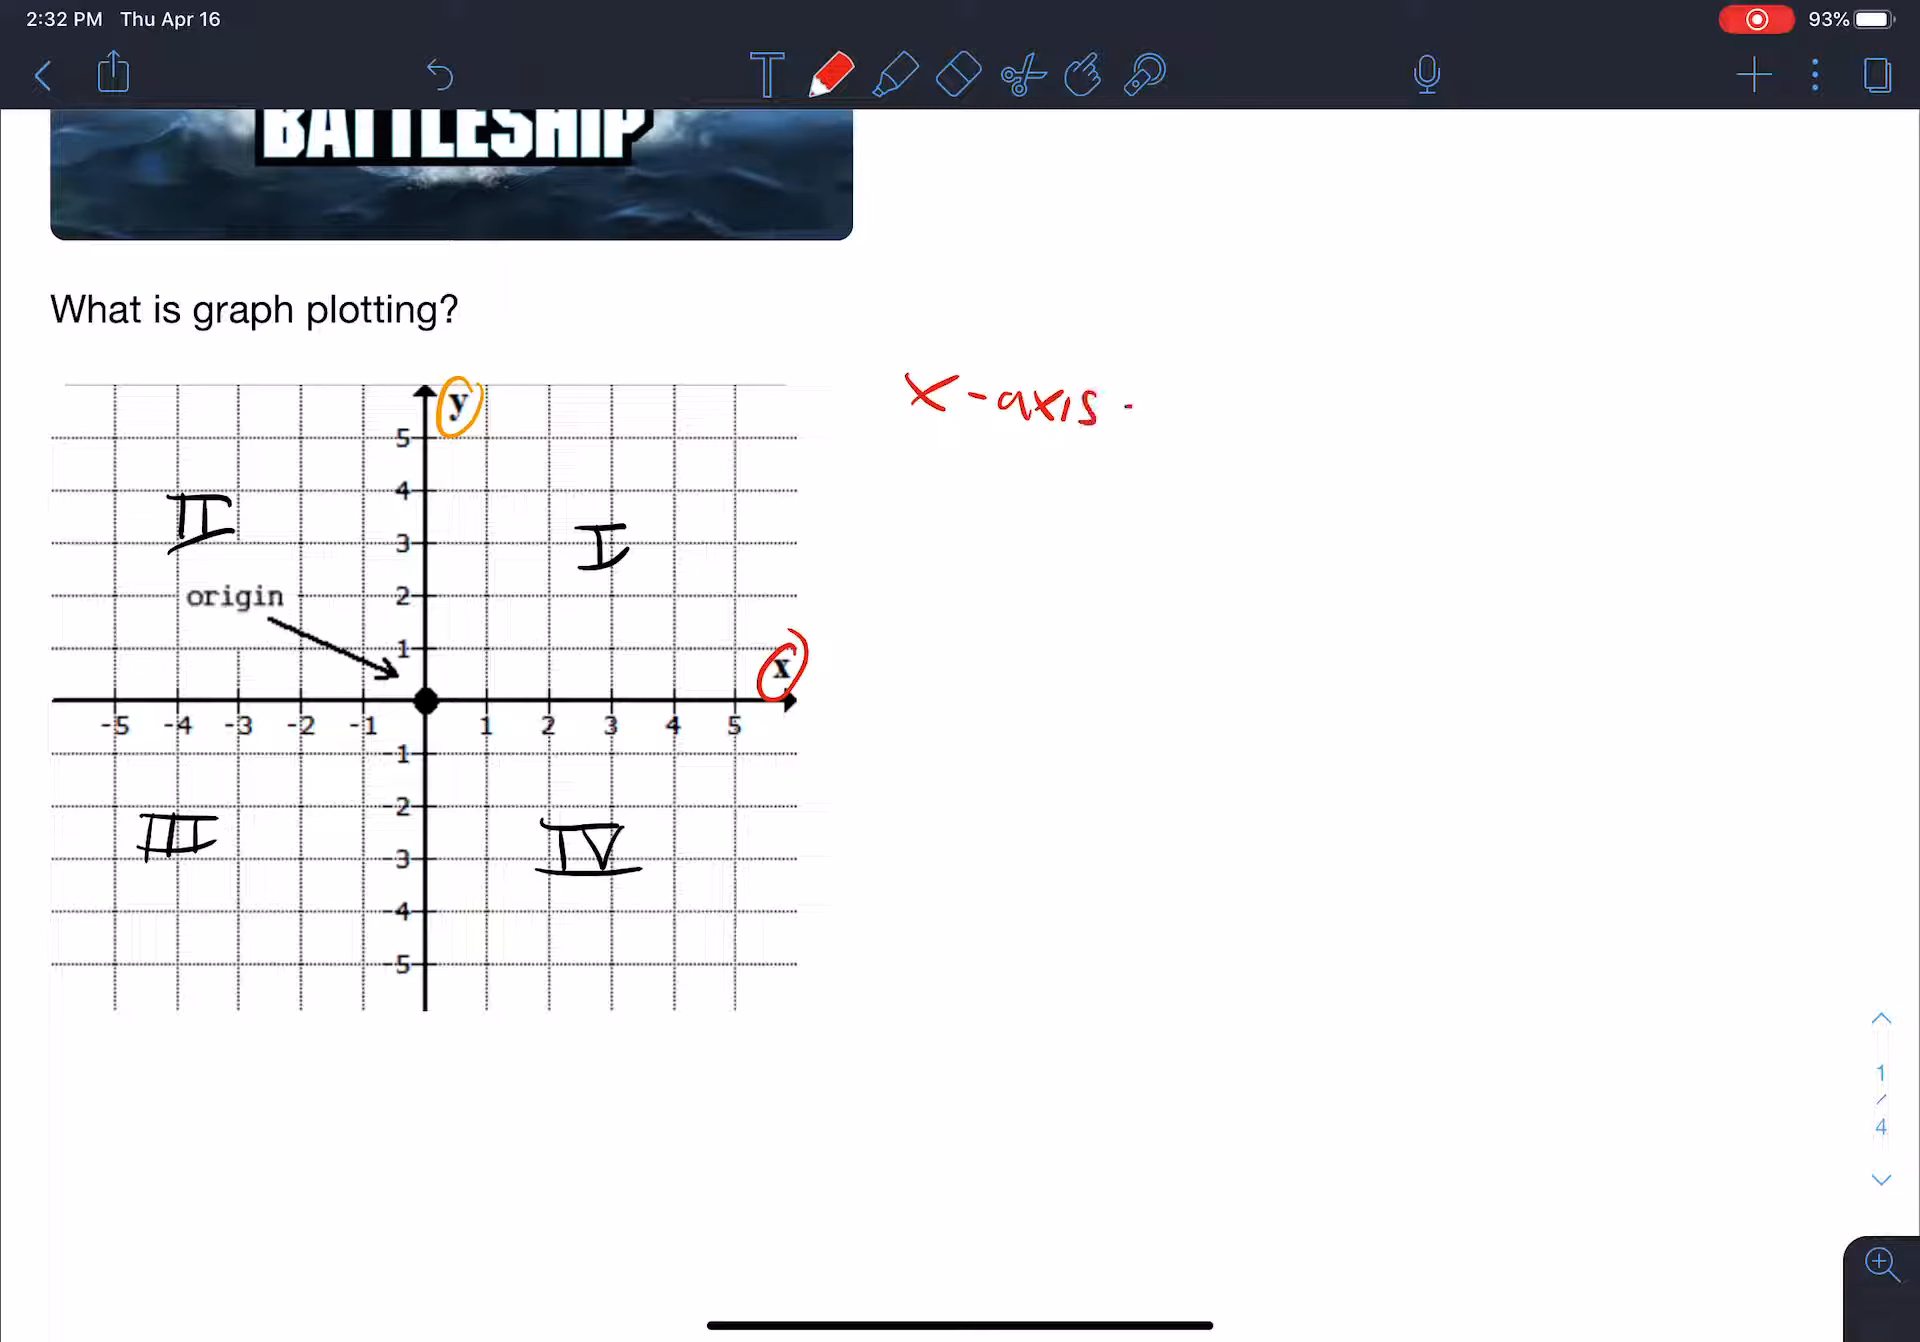 2:32 PM Thu Apr 16
93%
BATTLESHIP
What is graph plotting?
y
x-axis -
5
4
II
I
3
origin
2
1
x
-5 -4 -3 -2 -1 1 2 3 4 5
-1
-2
III
IV
-3
-4
-5
1
/
4